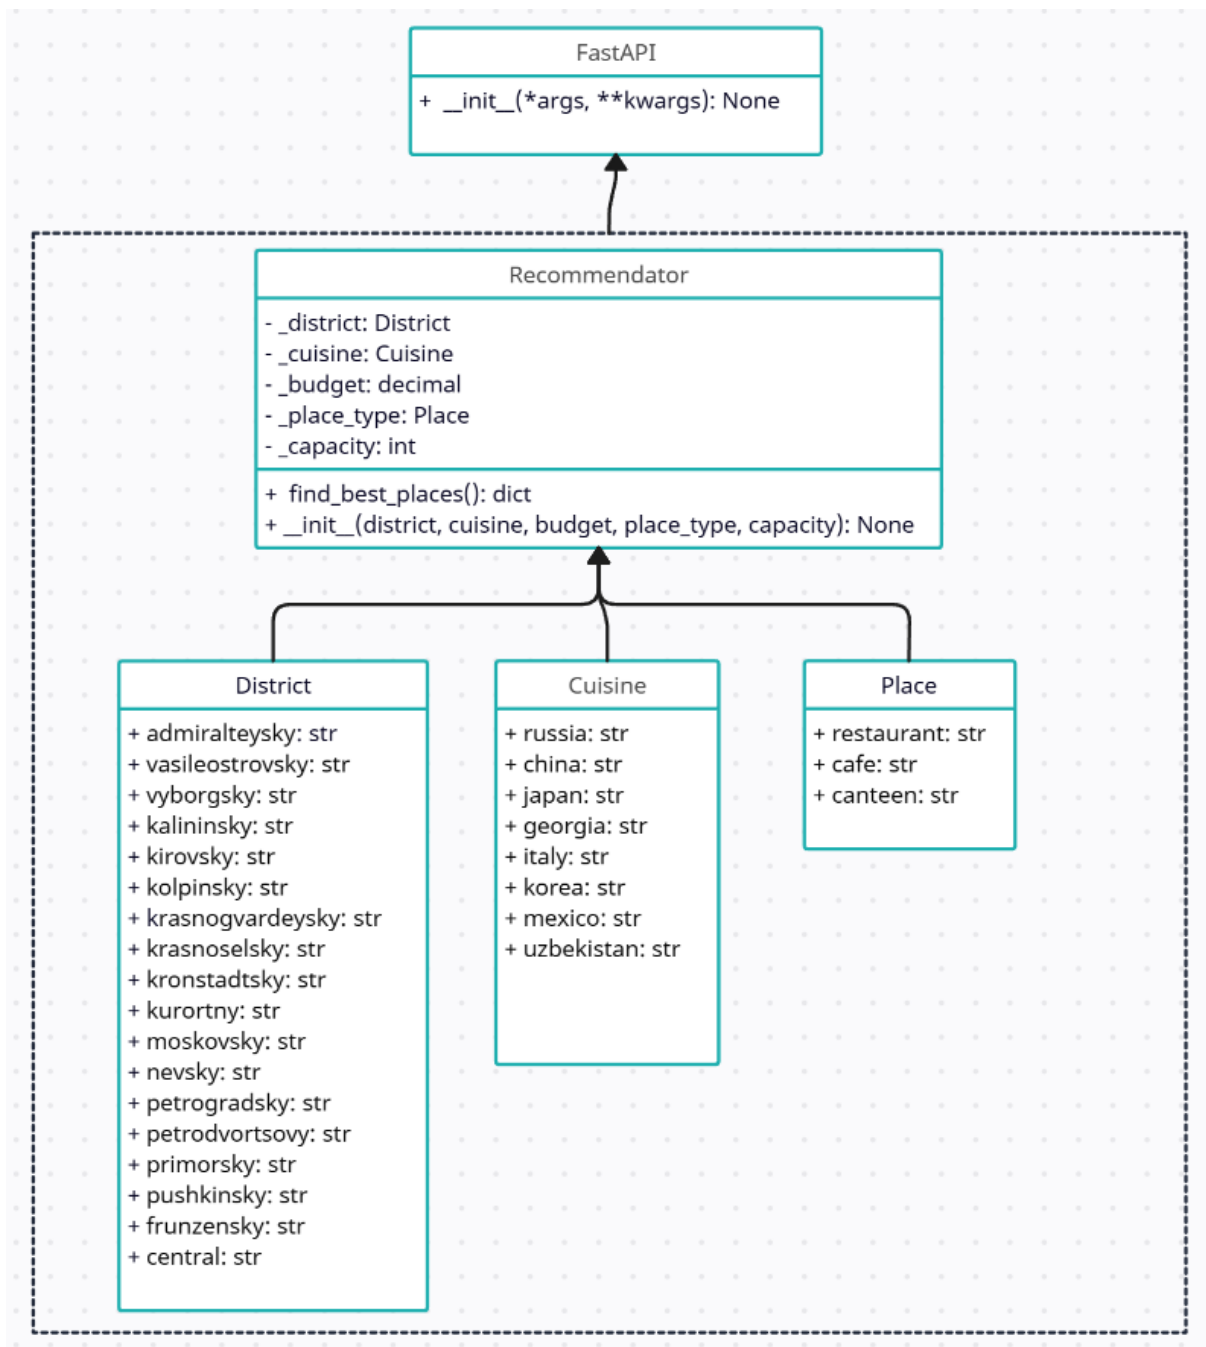 FastAPI
+ __init__(*args, **kwargs): None
Recommendator
- _district: District
- _cuisine: Cuisine
- _budget: decimal
- _place_type: Place
- _capacity: int
+ find_best_places(): dict
+ __init__(district, cuisine, budget, place_type, capacity): None
District
+ admiralteysky: str
+ vasileostrovsky: str
+ vyborgsky: str
+ kalininsky: str
+ kirovsky: str
+ kolpinsky: str
+ krasnogvardeysky: str
+ krasnoselsky: str
+ kronstadtsky: str
+ kurortny: str
+ moskovsky: str
+ nevsky: str
+ petrogradsky: str
+ petrodvortsovy: str
+ primorsky: str
+ pushkinsky: str
+ frunzensky: str
+ central: str
Cuisine
+ russia: str
+ china: str
+ japan: str
+ georgia: str
+ italy: str
+ korea: str
+ mexico: str
+ uzbekistan: str
Place
+ restaurant: str
+ cafe: str
+ canteen: str